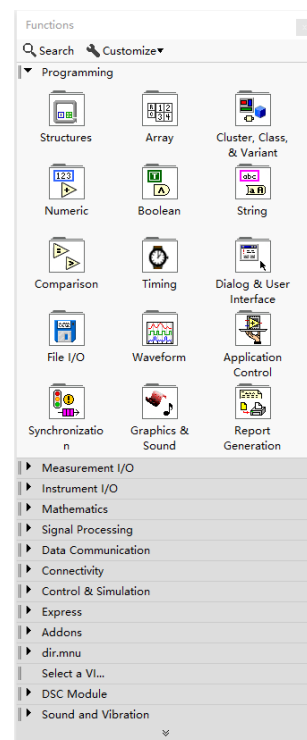 Functions
Search Customize▾
Programming
Structures Array Cluster, Class,
& Variant
Numeric Boolean String
Comparison Timing Dialog & User
Interface
File I/O Waveform Application
Control
Synchronizatio
n
Graphics &
Sound
Report
Generation
Measurement I/O
Instrument I/O
Mathematics
Signal Processing
Data Communication
Connectivity
Control & Simulation
Express
Addons
dir.mnu
Select a VI...
DSC Module
Sound and Vibration